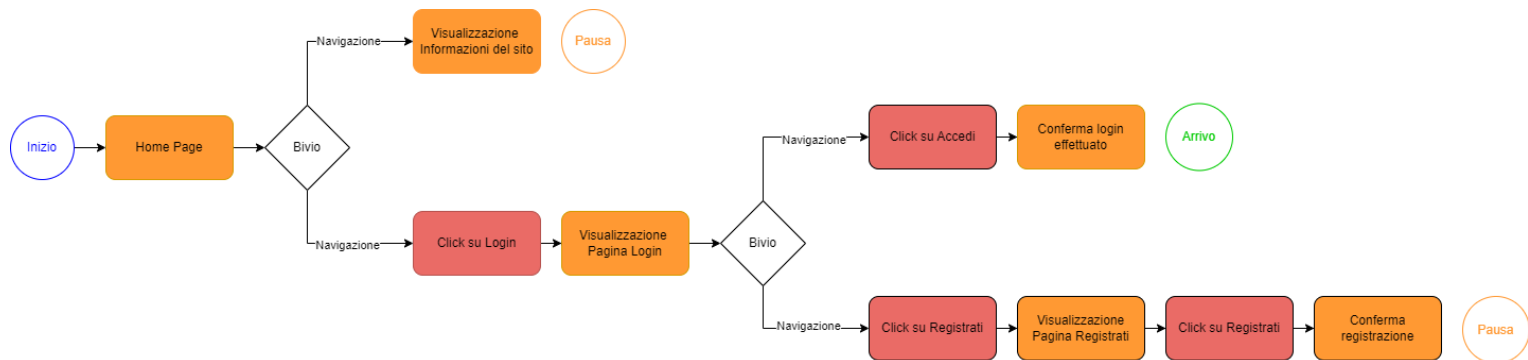 Inizio
Home Page
Bivio
Navigazione
Visualizzazione
Informazioni del sito
Pausa
Navigazione
Click su Login
Visualizzazione
Pagina Login
Bivio
Navigazione
Click su Accedi
Conferma login
effettuato
Arrivo
Navigazione
Click su Registrati
Visualizzazione
Pagina Registrati
Click su Registrati
Conferma
registrazione
Pausa